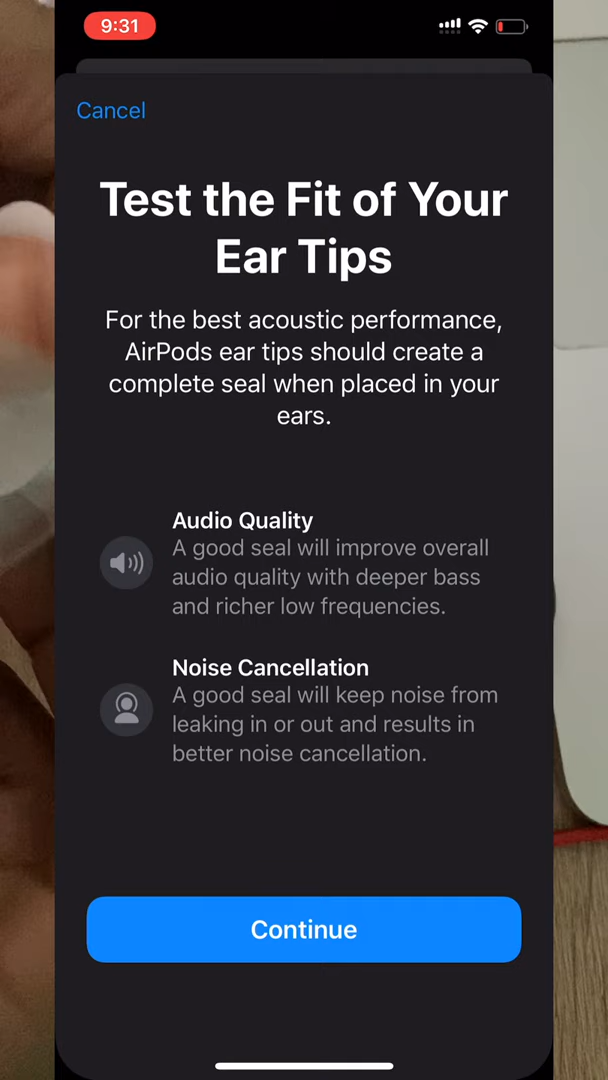 9:31
Cancel
Test the Fit of Your
Ear Tips
For the best acoustic performance,
AirPods ear tips should create a
complete seal when placed in your
ears.
Audio Quality
A good seal will improve overall
audio quality with deeper bass
and richer low frequencies.
Noise Cancellation
A good seal will keep noise from
leaking in or out and results in
better noise cancellation.
Continue